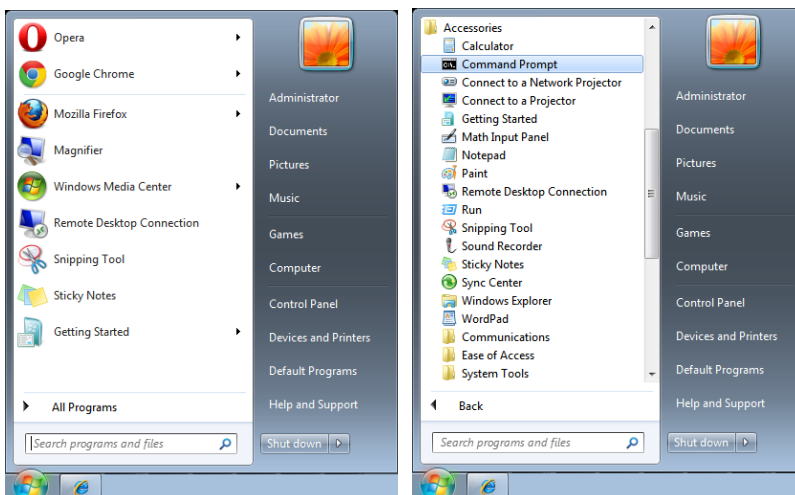 Opera
Google Chrome
Mozilla Firefox
Magnifier
Windows Media Center
Remote Desktop Connection
Snipping Tool
Sticky Notes
Getting Started
All Programs
Search programs and files
Administrator
Documents
Pictures
Music
Games
Computer
Control Panel
Devices and Printers
Default Programs
Help and Support
Shut down
Accessories
Calculator
Command Prompt
Connect to a Network Projector
Connect to a Projector
Getting Started
Math Input Panel
Notepad
Paint
Remote Desktop Connection
Run
Snipping Tool
Sound Recorder
Sticky Notes
Sync Center
Windows Explorer
WordPad
Communications
Ease of Access
System Tools
Back
Search programs and files
Administrator
Documents
Pictures
Music
Games
Computer
Control Panel
Devices and Printers
Default Programs
Help and Support
Shut down